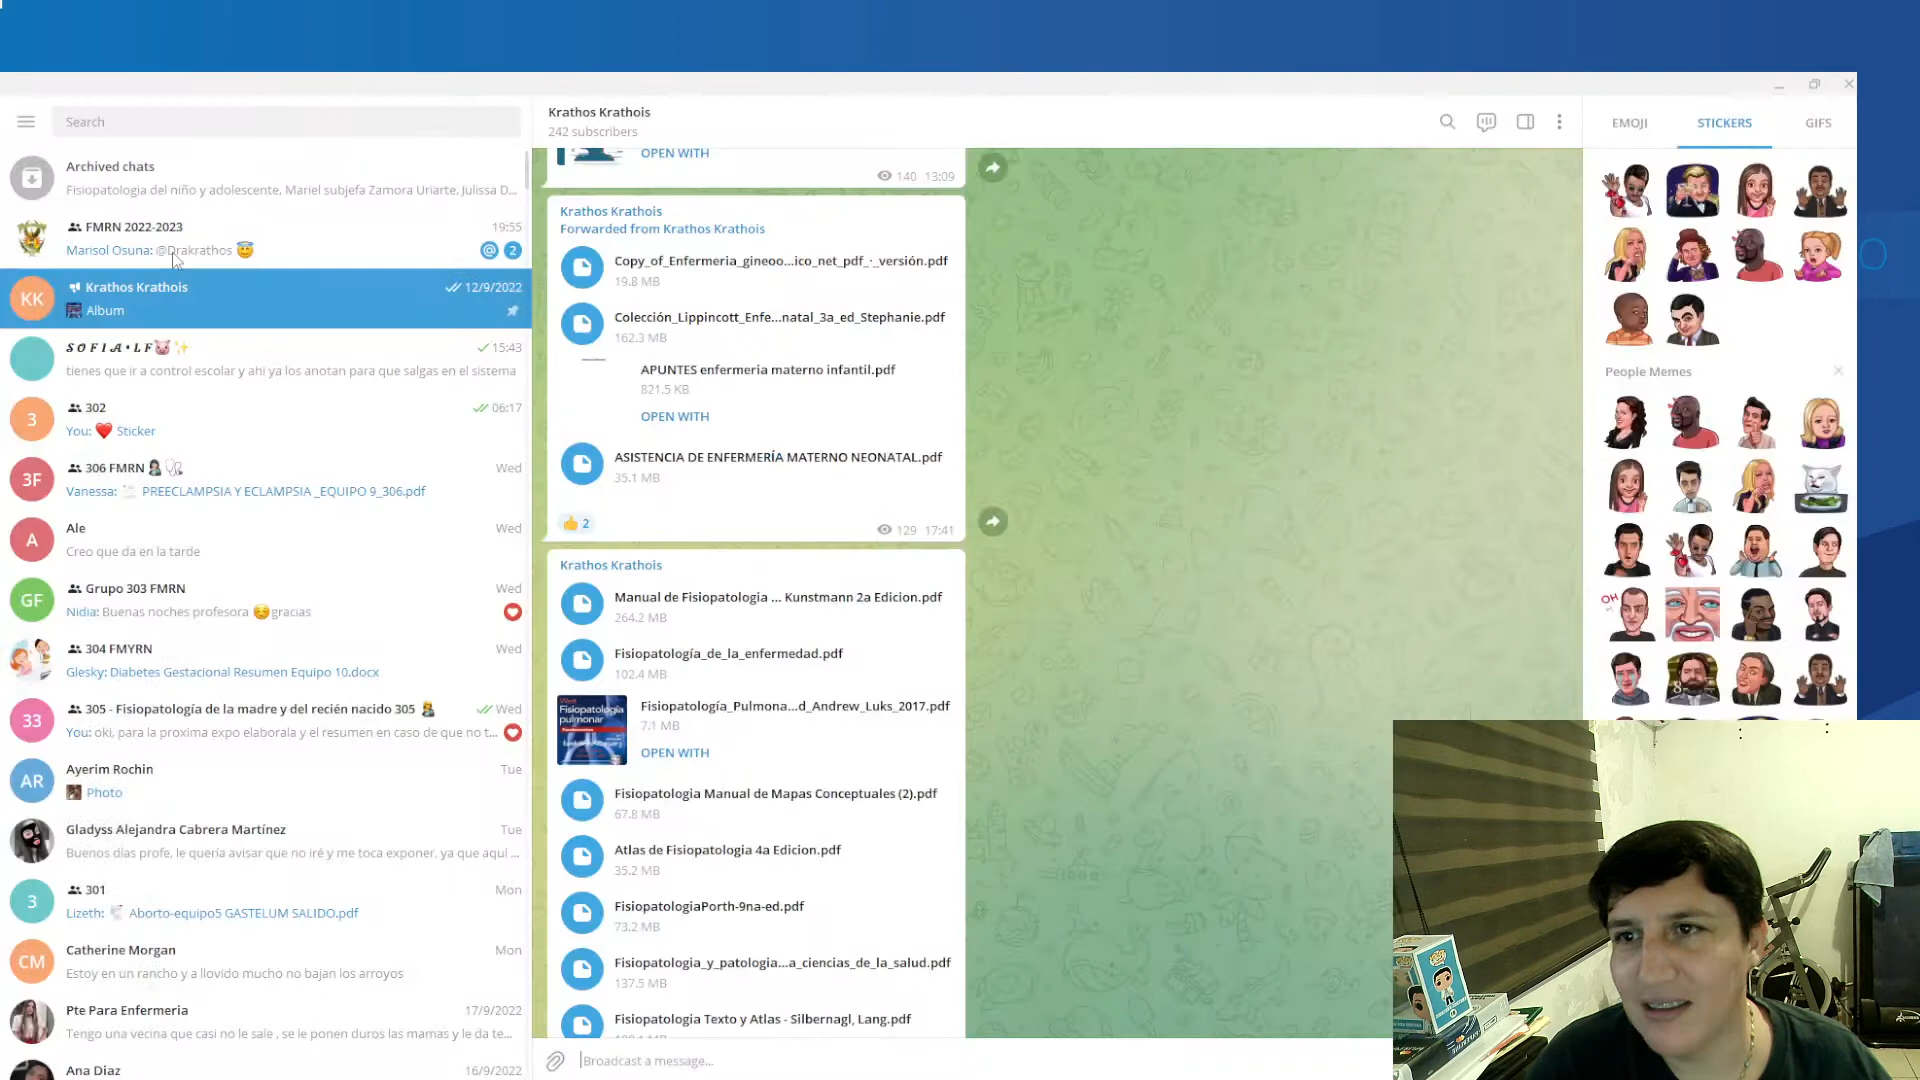 Search
Archived chats
Fisiopatologia del niño y adolescente, Mariel subjefa Zamora Uriarte, Julissa D...
FMRN 2022-2023
19:55
Marisol Osuna: @Drakrathos 😇
@ 2
KK
Krathos Krathois
12/9/2022
Album
𝑺 𝑶 𝑭 𝑰 𝑨 • 𝑳 𝑭🐷✨
15:43
tienes que ir a control escolar y ahi ya los anotan para que salgas en el sistema
3
302
06:17
You: ❤️ Sticker
3F
306 FMRN
Wed
Vanessa: PREECLAMPSIA Y ECLAMPSIA _EQUIPO 9_306.pdf
A
Ale
Wed
Creo que da en la tarde
GF
Grupo 303 FMRN
Wed
Nidia: Buenas noches profesora 😊gracias
304 FMYRN
Wed
Glesky: Diabetes Gestacional Resumen Equipo 10.docx
33
305 - Fisiopatología de la madre y del recién nacido 305
Wed
You: oki, para la proxima expo elaborala y el resumen en caso de que no t...
AR
Ayerim Rochin
Tue
Photo
Gladyss Alejandra Cabrera Martínez
Tue
Buenos días profe, le quería avisar que no iré y me toca exponer, ya que aquí ...
3
301
Mon
Lizeth: Aborto-equipo5 GASTELUM SALIDO.pdf
CM
Catherine Morgan
Mon
Estoy en un rancho y a llovido mucho no bajan los arroyos
Pte Para Enfermeria
17/9/2022
Tengo una vecina que casi no le sale , se le ponen duros las mamas y le da te...
Ana Diaz
16/9/2022
Krathos Krathois
242 subscribers
OPEN WITH
140 13:09
Krathos Krathois
Forwarded from Krathos Krathois
Copy_of_Enfermeria_gineoo...ico_net_pdf_·_versión.pdf
19.8 MB
Colección_Lippincott_Enfe...natal_3a_ed_Stephanie.pdf
162.3 MB
APUNTES enfermeria materno infantil.pdf
821.5 KB
OPEN WITH
ASISTENCIA DE ENFERMERÍA MATERNO NEONATAL.pdf
35.1 MB
👍 2
129 17:41
Krathos Krathois
Manual de Fisiopatologia ... Kunstmann 2a Edicion.pdf
264.2 MB
Fisiopatología_de_la_enfermedad.pdf
102.4 MB
West
Fisiopatología
pulmonar
Fisiopatología_Pulmona...d_Andrew_Luks_2017.pdf
7.1 MB
OPEN WITH
Fisiopatologia Manual de Mapas Conceptuales (2).pdf
67.8 MB
Atlas de Fisiopatologia 4a Edicion.pdf
35.2 MB
FisiopatologiaPorth-9na-ed.pdf
73.2 MB
Fisiopatologia_y_patologia...a_ciencias_de_la_salud.pdf
137.5 MB
Fisiopatologia Texto y Atlas - Silbernagl, Lang.pdf
Broadcast a message...
EMOJI
STICKERS
GIFS
People Memes
OH